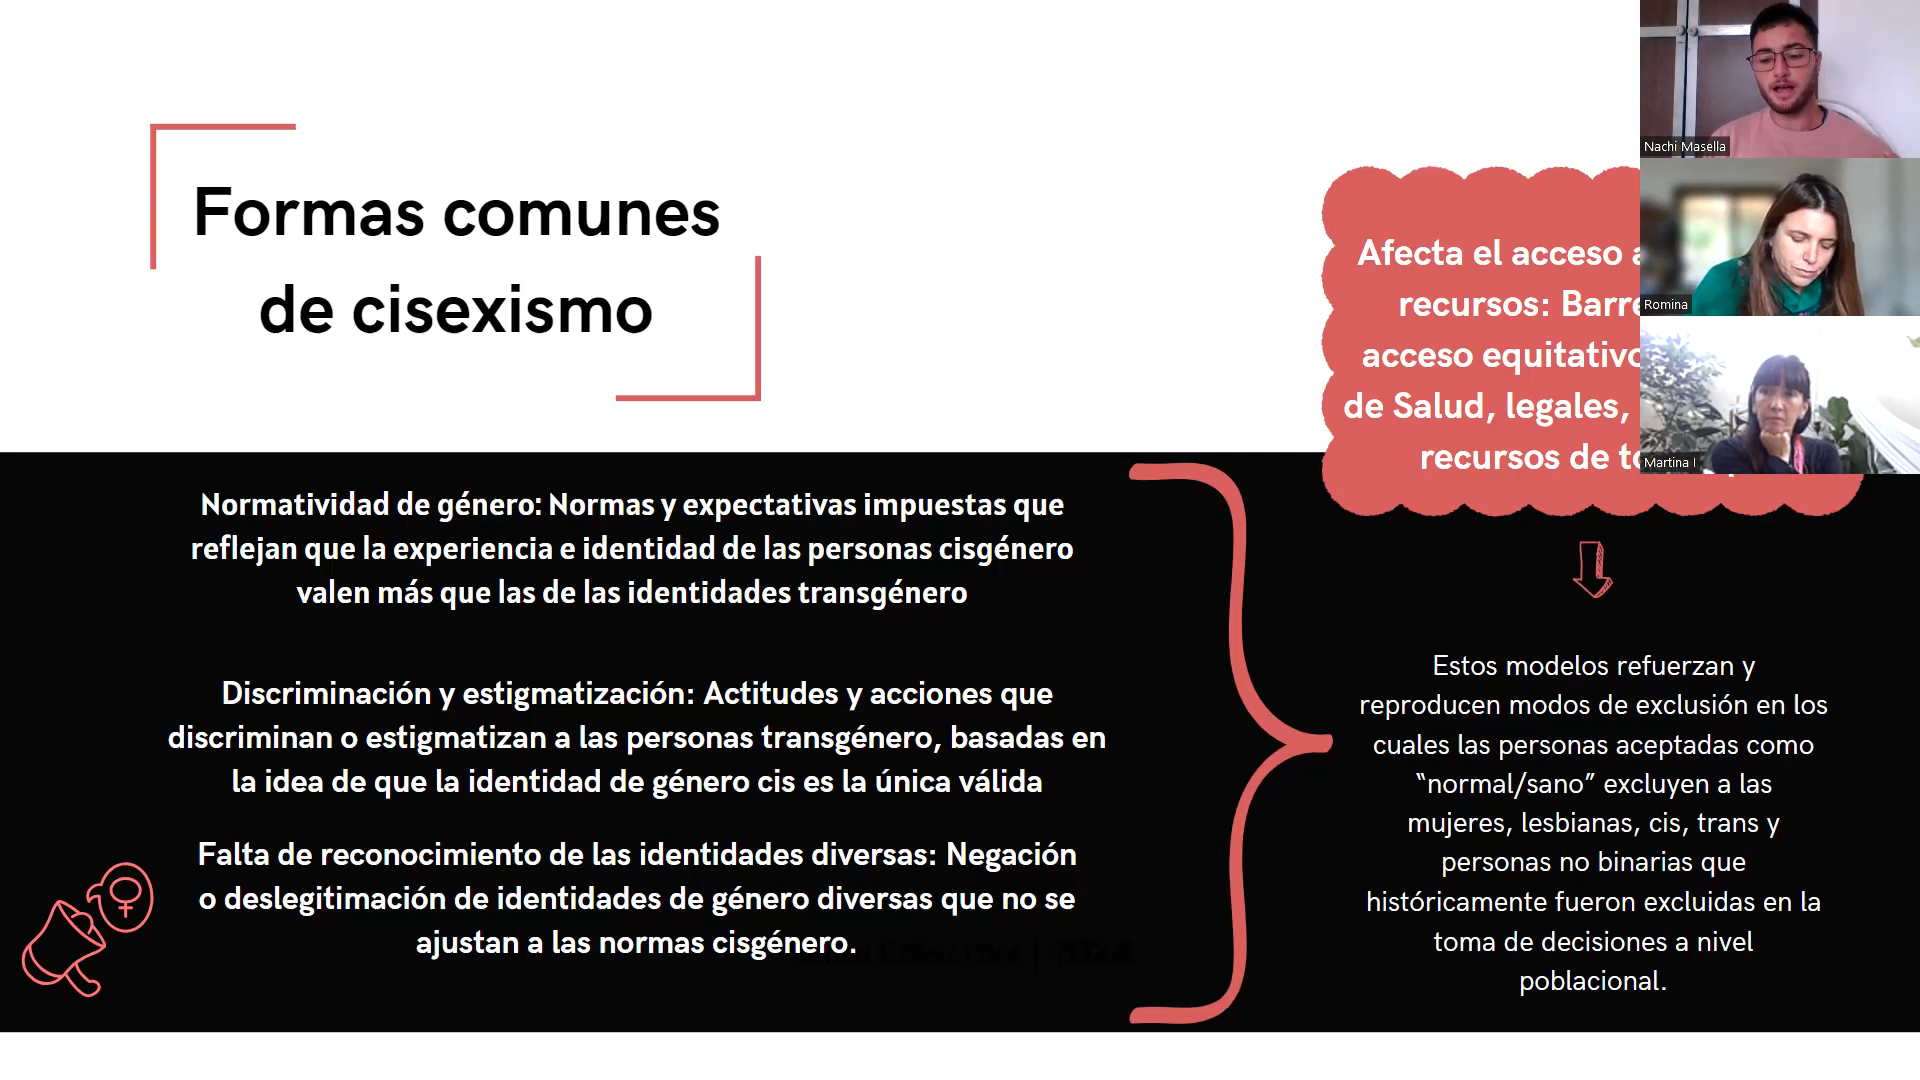 Formas comunes
de cisexismo
Normatividad de género: Normas y expectativas impuestas que
reflejan que la experiencia e identidad de las personas cisgénero
valen más que las de las identidades transgénero
Discriminación y estigmatización: Actitudes y acciones que
discriminan o estigmatizan a las personas transgénero, basadas en
la idea de que la identidad de género cis es la única válida
Falta de reconocimiento de las identidades diversas: Negación
o deslegitimación de identidades de género diversas que no se
ajustan a las normas cisgénero.
Afecta el acceso
recursos:
acceso
de Salud, legales,
recursos de
Estos modelos refuerzan y
reproducen modos de exclusión en los
cuales las personas aceptadas como
“normal/sano” excluyen a las
mujeres, lesbianas, cis, trans y
personas no binarias que
históricamente fueron excluidas en la
toma de decisiones a nivel
poblacional.
Nachi Masella
Romina
Martina I